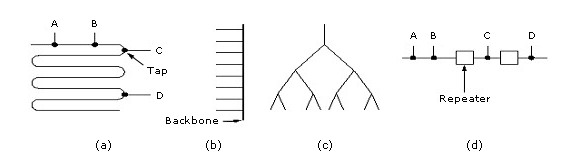 A B
C
Tap
D
Backbone
A B C D
Repeater
(a) (b) (c) (d)